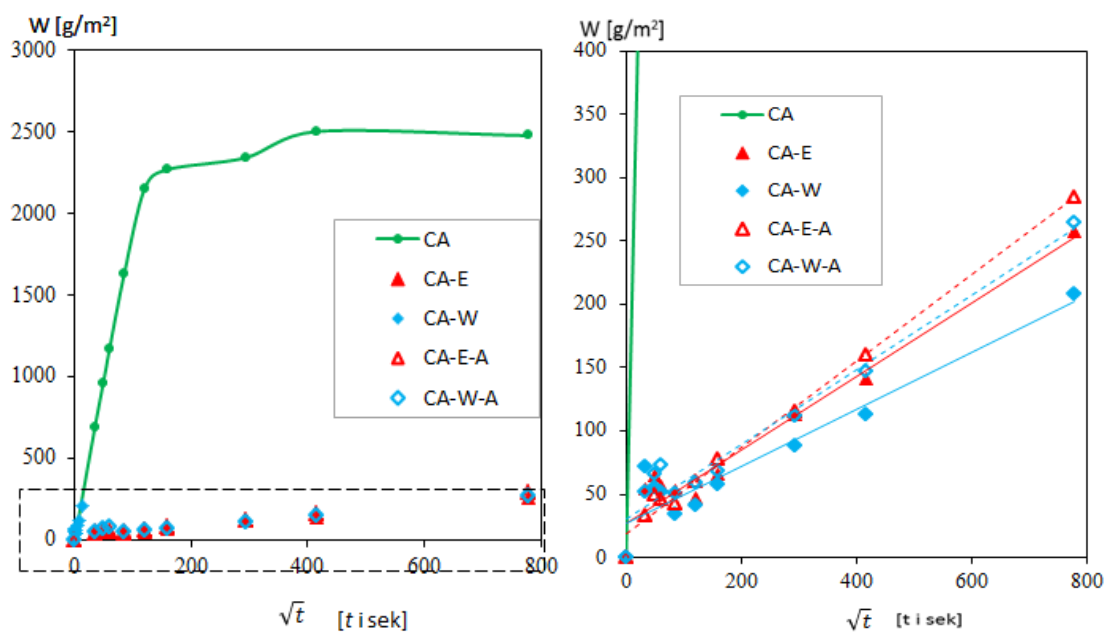 W [g/m²]
3000
2500
2000
1500
1000
500
0
0 200 400 600 800
√t [t i sek]
CA
CA-E
CA-W
CA-E-A
CA-W-A
W [g/m²]
400
350
300
250
200
150
100
50
0
0 200 400 600 800
√t [t i sek]
CA
CA-E
CA-W
CA-E-A
CA-W-A